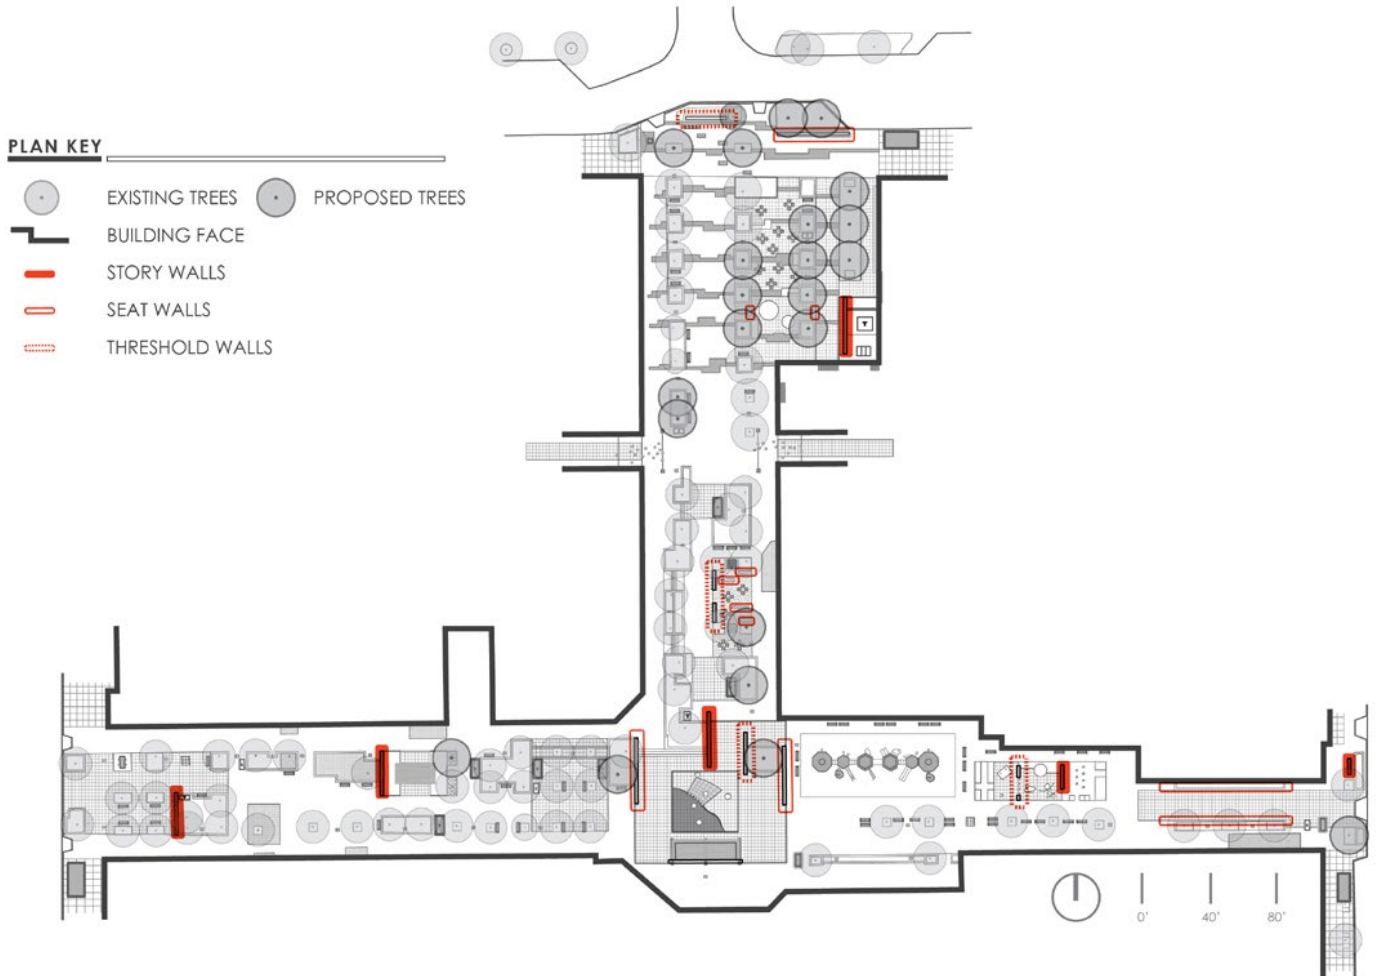 PLAN KEY
EXISTING TREES PROPOSED TREES
BUILDING FACE
STORY WALLS
SEAT WALLS
THRESHOLD WALLS
0' 40' 80'